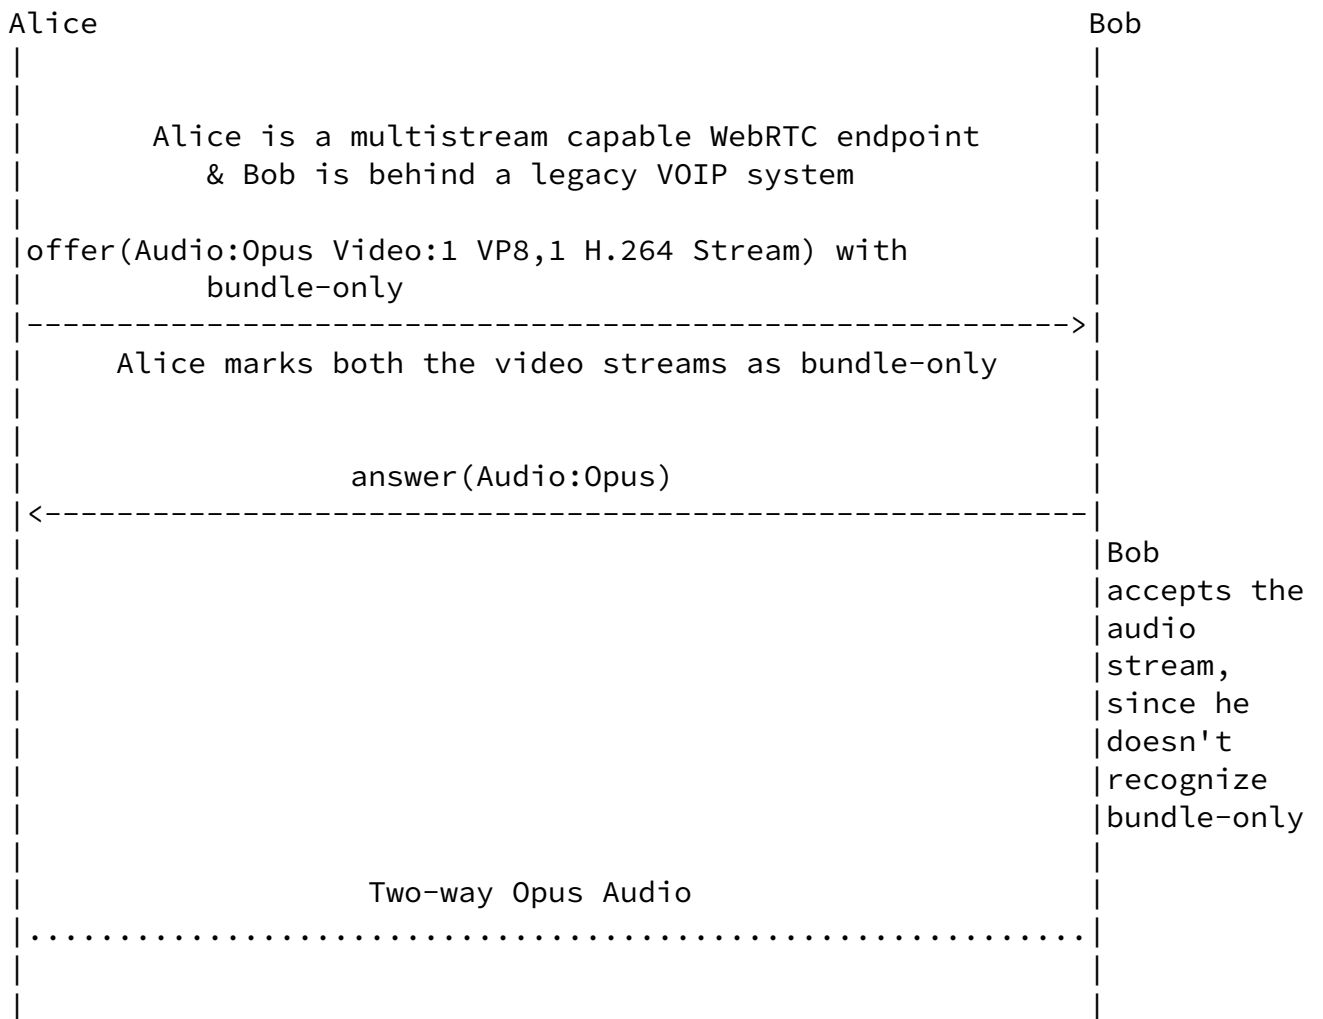 Alice Bob
Alice is a multistream capable WebRTC endpoint
& Bob is behind a legacy VOIP system
offer(Audio:Opus Video:1 VP8,1 H.264 Stream) with
bundle-only
Alice marks both the video streams as bundle-only
answer(Audio:Opus)
Bob
accepts the
audio
stream,
since he
doesn't
recognize
bundle-only
Two-way Opus Audio